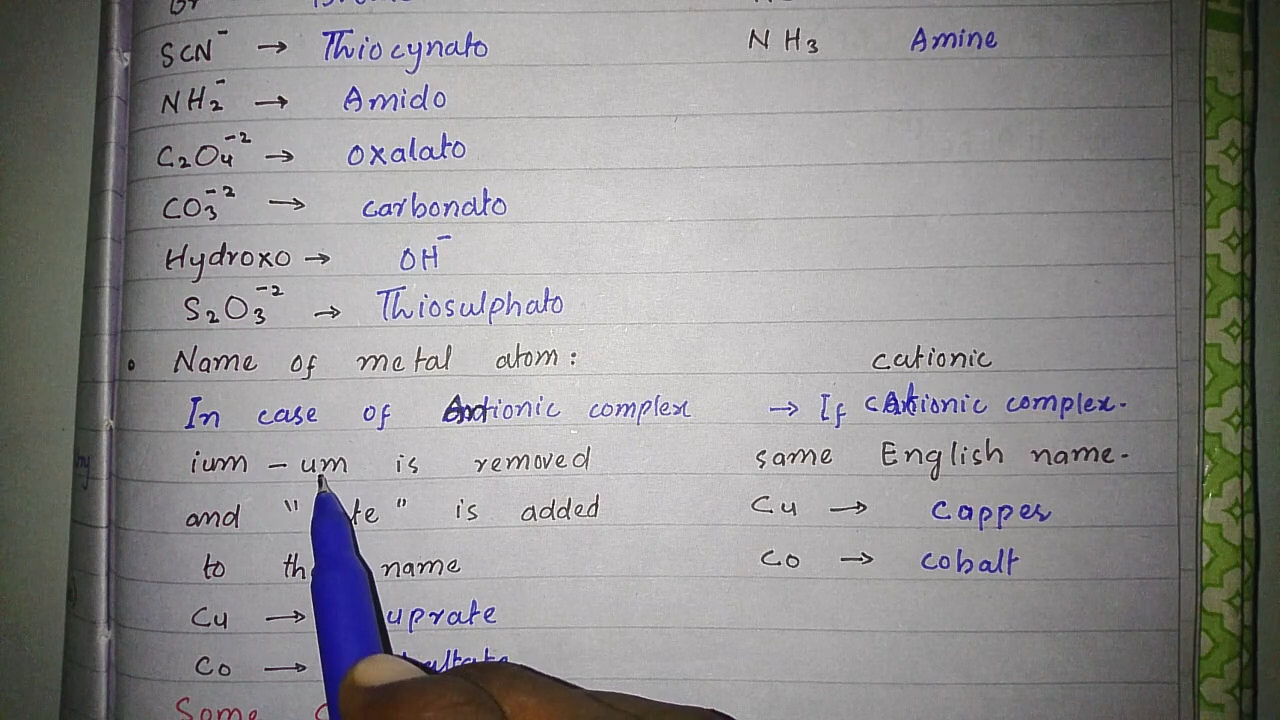 SCN⁻ → Thiocynato NH3 Amine
NH2⁻ → Amido
C2O4⁻² → oxalato
CO3⁻² → carbonato
Hydroxo → OH⁻
S2O3⁻² → Thiosulphato
• Name of metal atom: cationic
In case of Anionic complex → If cationic complex.
ium - um is removed same English name.
and " te " is added Cu → Capper
to name Co → cobalt
Cu → uprate
Co →
Some